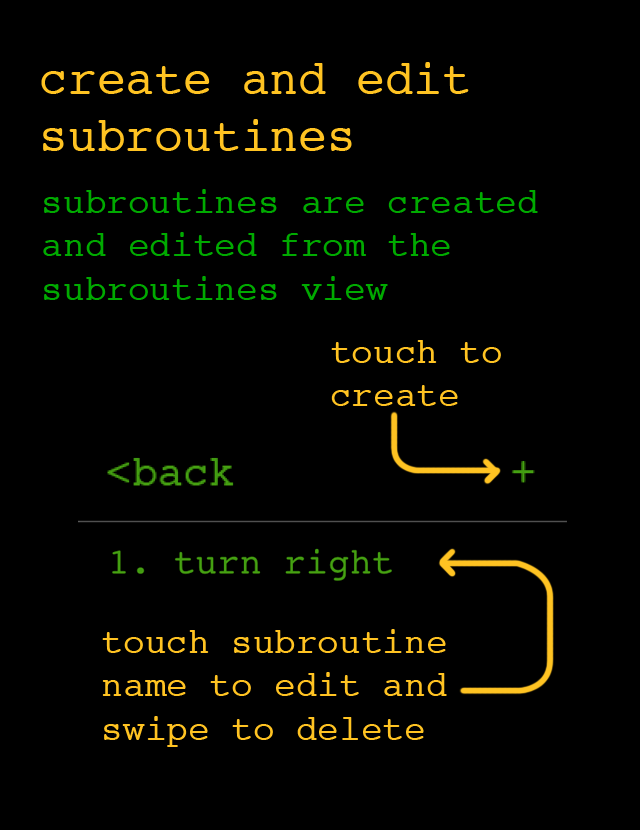 create and edit
subroutines
subroutines are created
and edited from the
subroutines view
touch to
create
<back +
1. turn right
touch subroutine
name to edit and
swipe to delete